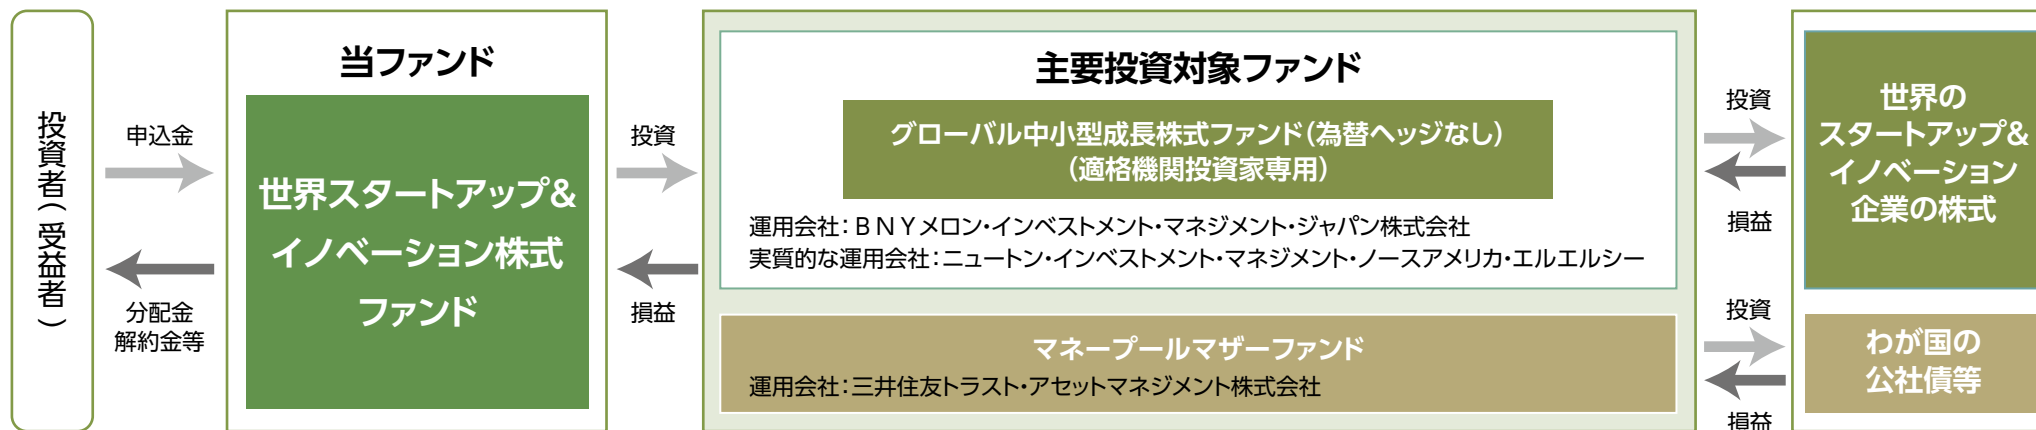 投資者(受益者)
申込金
分配金
解約金等
当ファンド
世界スタートアップ&
イノベーション株式
ファンド
投資
損益
主要投資対象ファンド
グローバル中小型成長株式ファンド(為替ヘッジなし)
(適格機関投資家専用)
運用会社:BNYメロン・インベストメント・マネジメント・ジャパン株式会社
実質的な運用会社:ニュートン・インベストメント・マネジメント・ノースアメリカ・エルエルシー
マネープールマザーファンド
運用会社:三井住友トラスト・アセットマネジメント株式会社
投資
損益
投資
損益
世界の
スタートアップ&
イノベーション
企業の株式
わが国の
公社債等